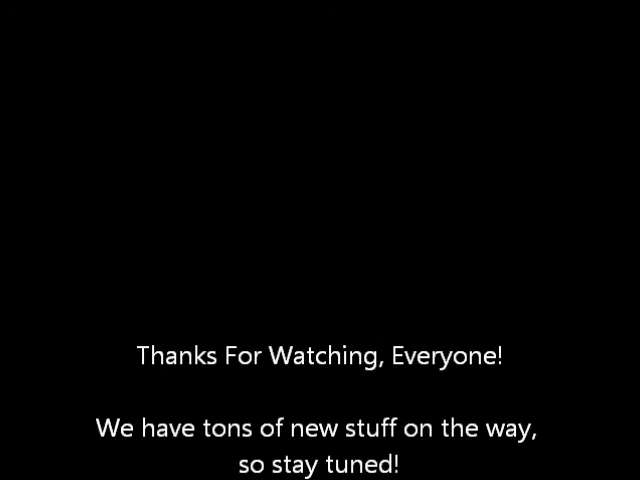 Thanks For Watching, Everyone!
We have tons of new stuff on the way,
so stay tuned!